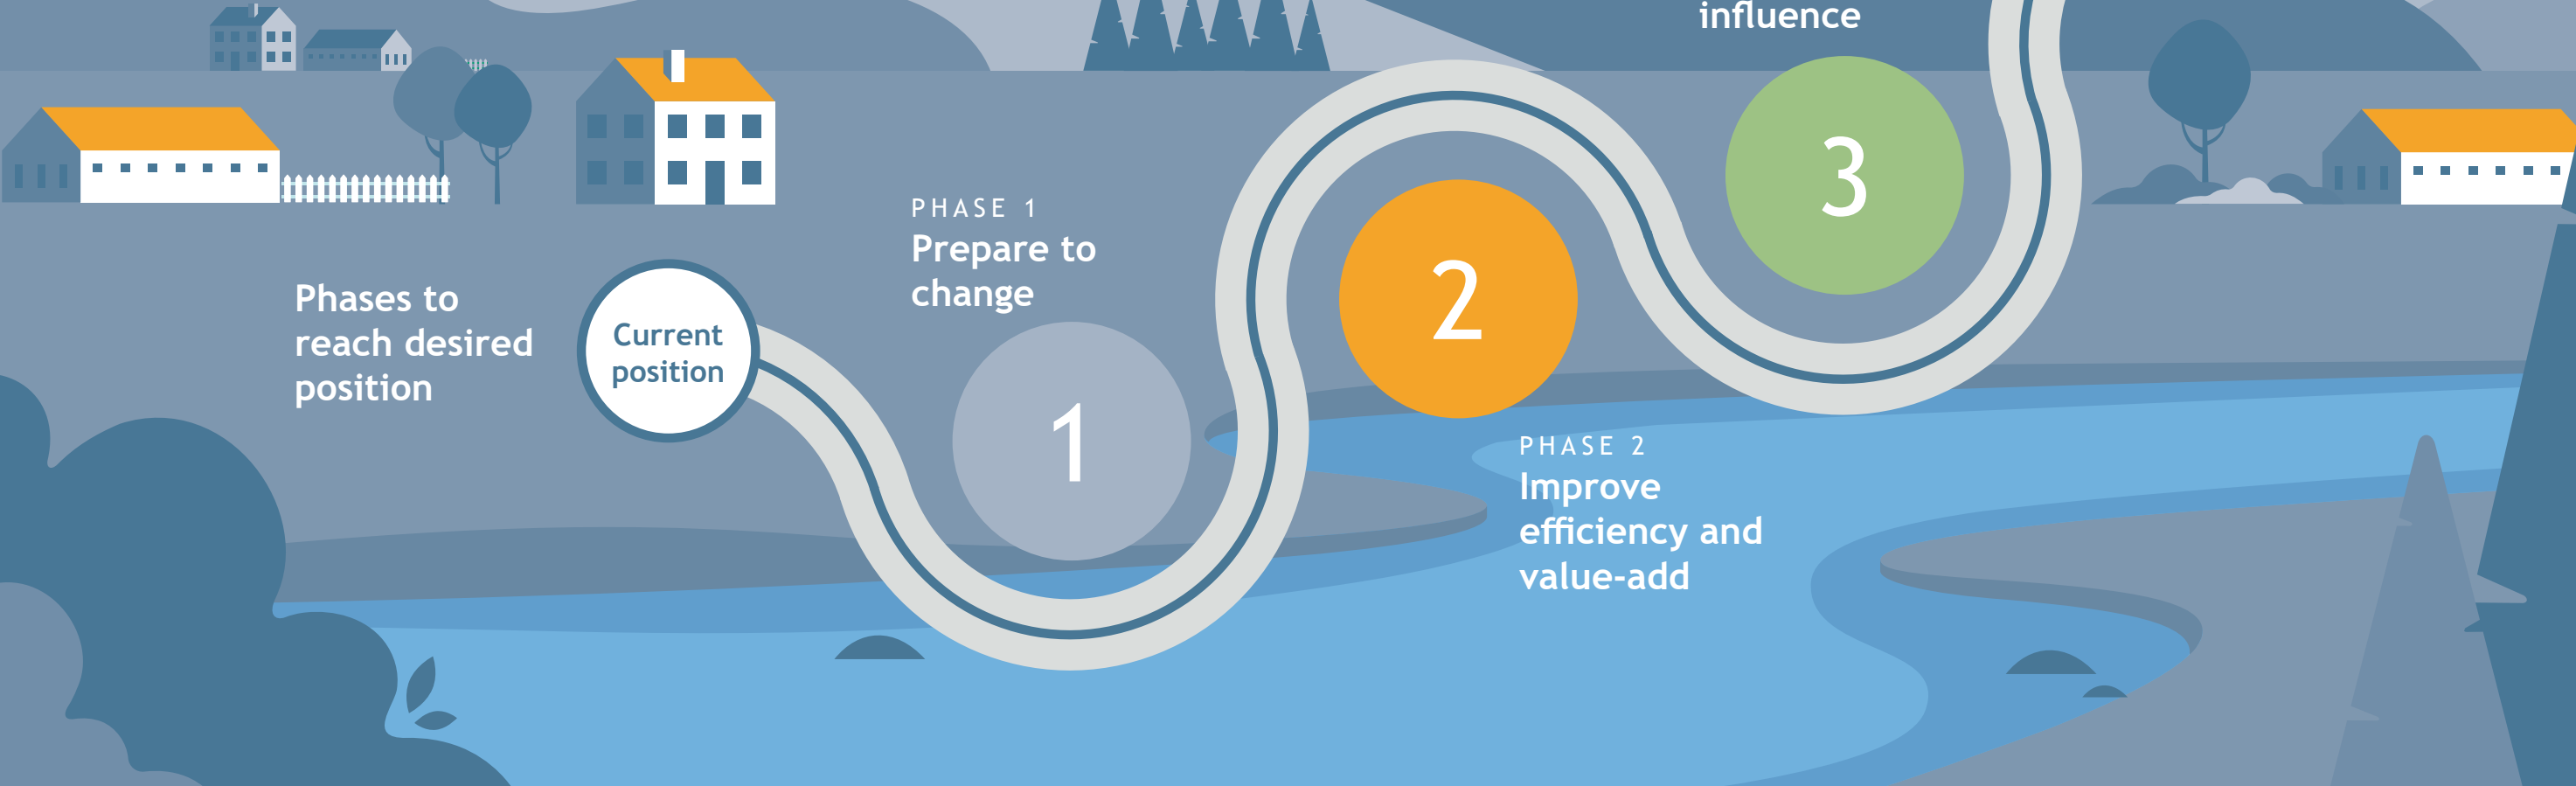 influence
3
PHASE 1
Prepare to
change
2
Phases to
reach desired
position
Current
position
1
PHASE 2
Improve
efficiency and
value-add